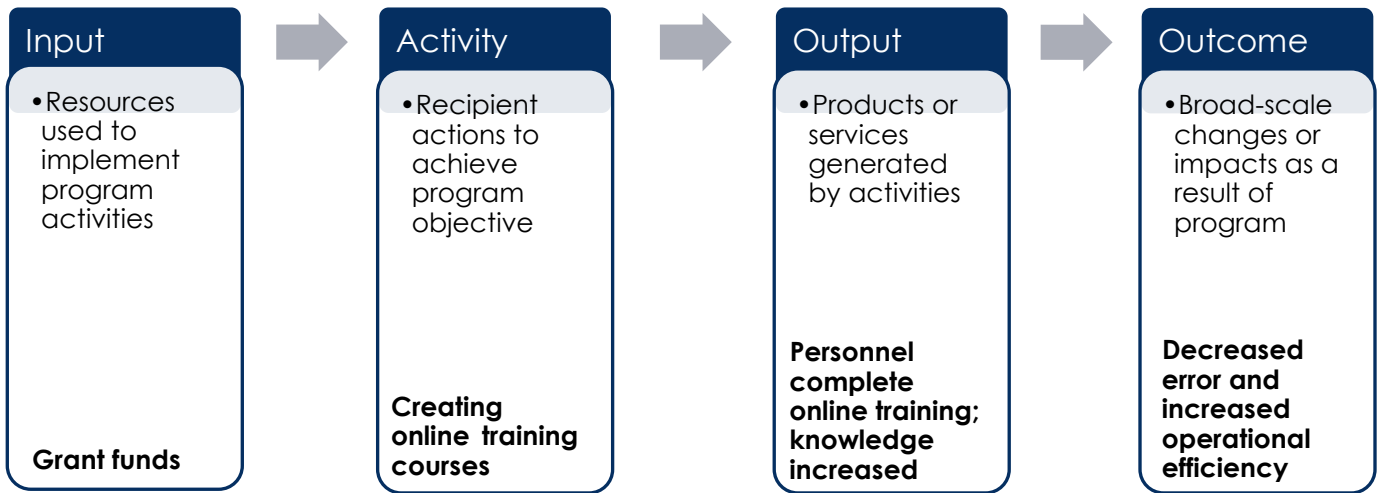 Input
•Resources
used to
implement
program
activities
Grant funds
Activity
•Recipient
actions to
achieve
program
objective
Creating
online training
courses
Output
•Products or
services
generated
by activities
Personnel
complete
online training;
knowledge
increased
Outcome
•Broad-scale
changes or
impacts as a
result of
program
Decreased
error and
increased
operational
efficiency